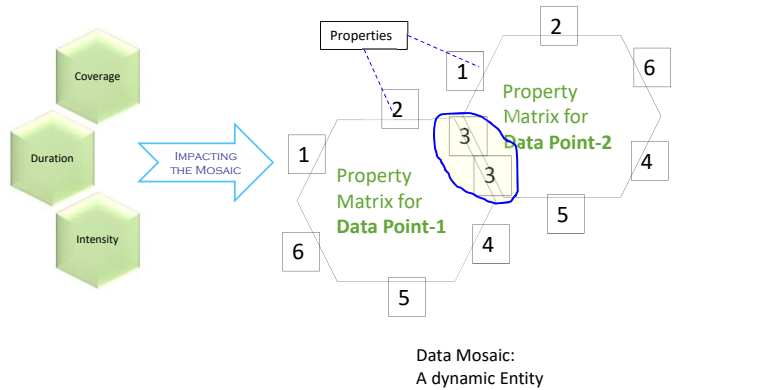 Coverage
Duration
Intensity
IMPACTING
THE MOSAIC
Properties
2
1
6
Property
Matrix for
Data Point-2
3
4
5
2
1
3
Property
Matrix for
Data Point-1
6
4
5
Data Mosaic:
A dynamic Entity